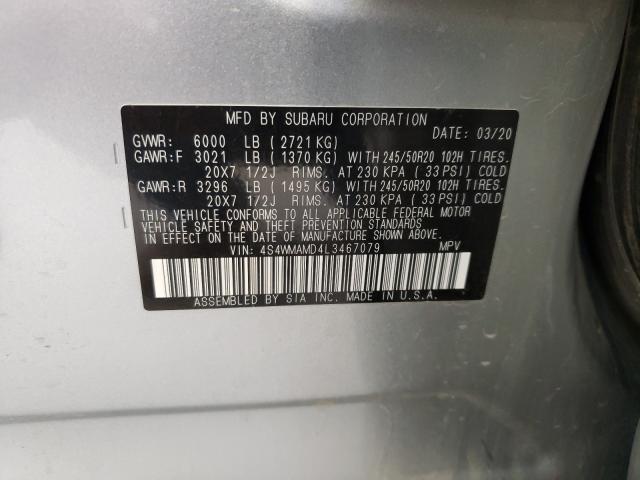 MFD BY SUBARU CORPORATION
GVWR: 6000 LB ( 2721 KG) DATE: 03/20
GAWR:F 3021 LB ( 1370 KG) WITH 245/50R20 102H TIRES.
20X7 1/2J RIMS. AT 230 KPA ( 33 PSI) COLD
GAWR:R 3296 LB ( 1495 KG) WITH 245/50R20 102H TIRES.
20X7 1/2J RIMS. AT 230 KPA ( 33 PSI) COLD
THIS VEHICLE CONFORMS TO ALL APPLICABLE FEDERAL MOTOR
VEHICLE SAFETY AND THEFT PREVENTION STANDARDS
IN EFFECT ON THE DATE OF MANUFACTURE SHOWN ABOVE.
VIN: 4S4WMAMD4L3467079 MPV
ASSEMBLED BY SIA INC. MADE IN U.S.A.